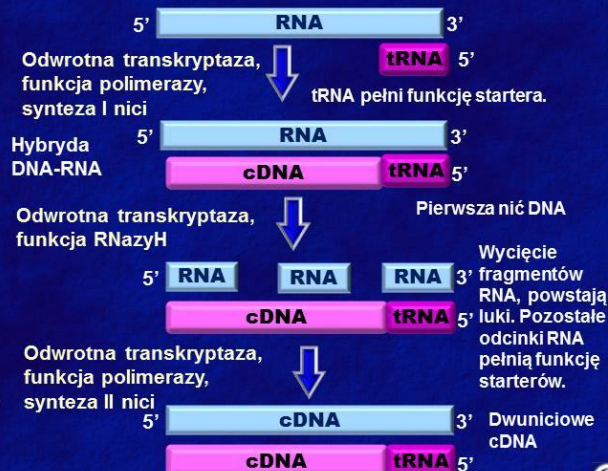 5’ RNA 3’
Odwrotna transkryptaza,
funkcja polimerazy,
synteza I nici
tRNA 5’
tRNA pełni funkcję startera.
5’ RNA 3’
Hybryda
DNA-RNA
cDNA tRNA 5’
Odwrotna transkryptaza,
funkcja RNazyH
Pierwsza nić DNA
5’ RNA RNA RNA 3’
cDNA tRNA 5’
Wycięcie
fragmentów
RNA, powstają
luki. Pozostałe
odcinki RNA
pełnią funkcję
starterów.
Odwrotna transkryptaza,
funkcja polimerazy,
synteza II nici
5’ cDNA 3’
Dwuniciowe
cDNA
cDNA tRNA 5’